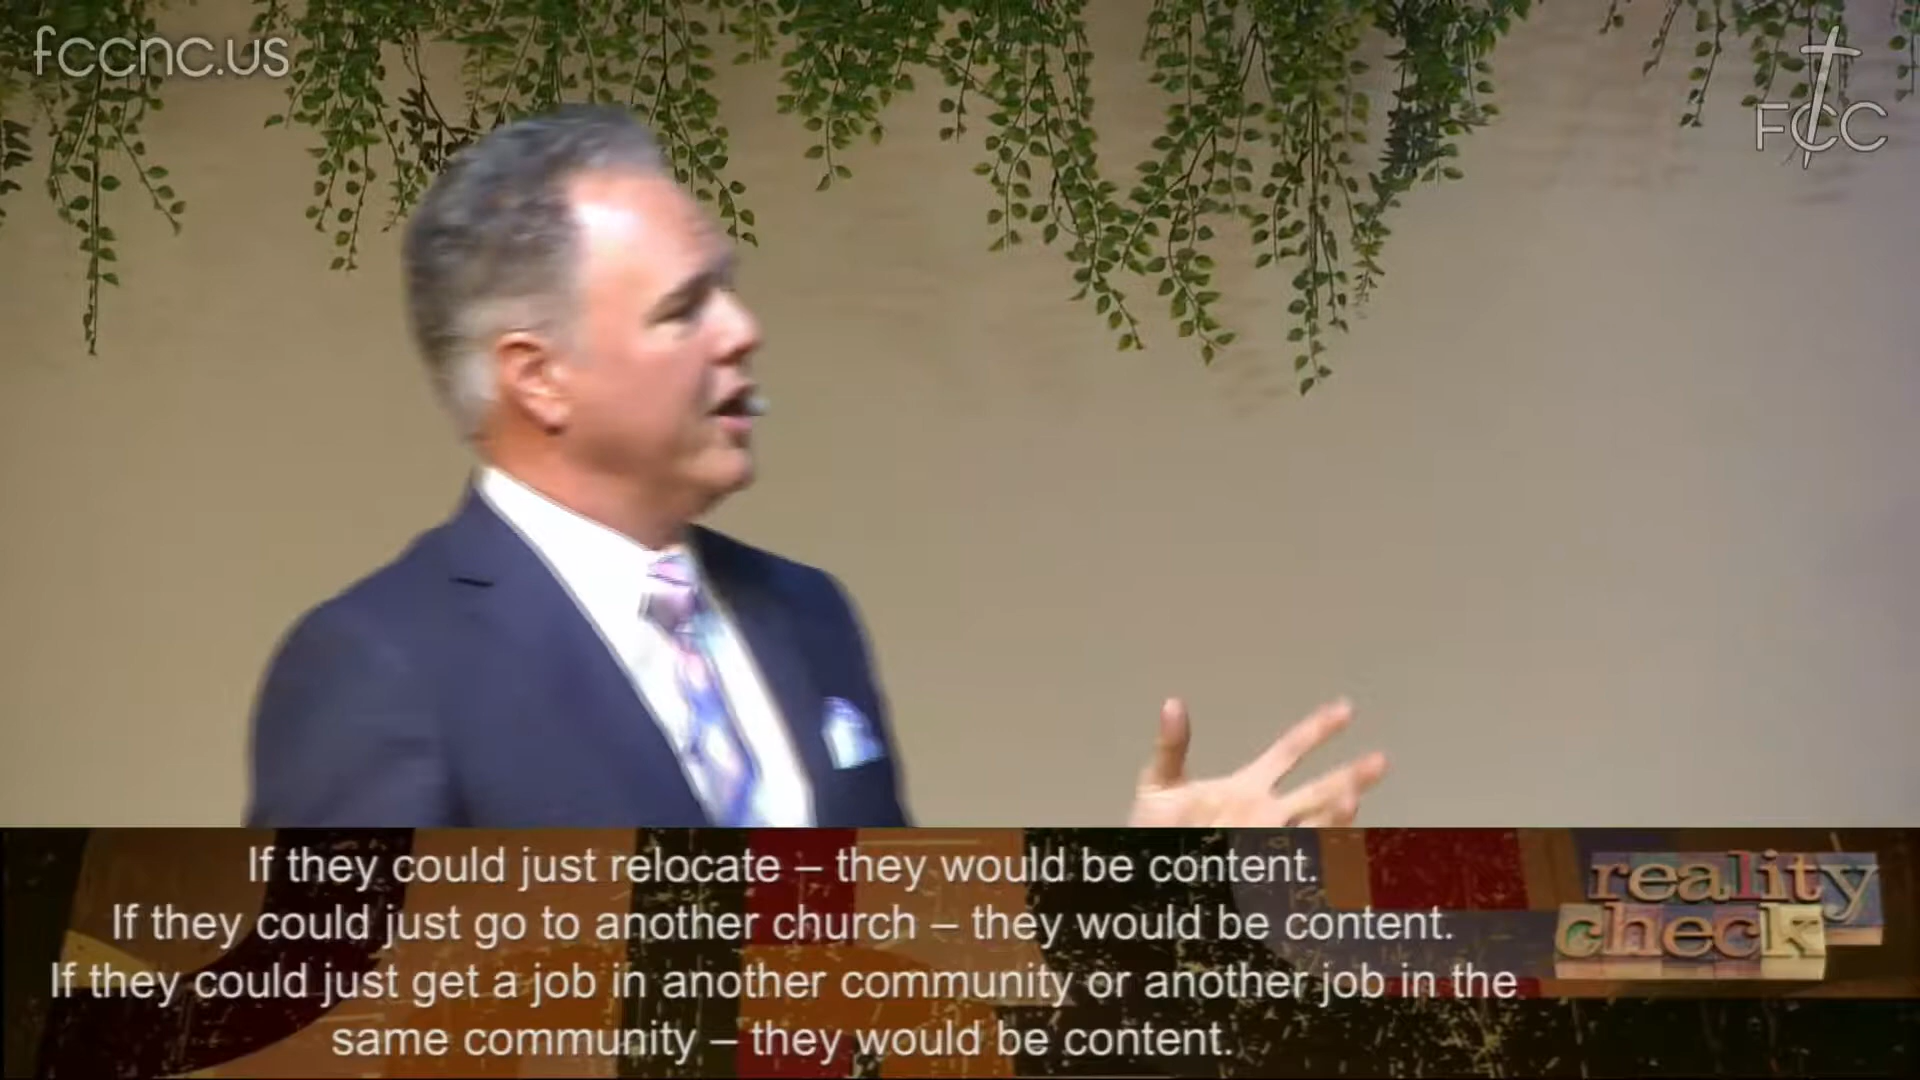 fccnc.us
FCC
If they could just relocate – they would be content.
If they could just go to another church – they would be content.
If they could just get a job in another community or another job in the
same community – they would be content.
reality
check